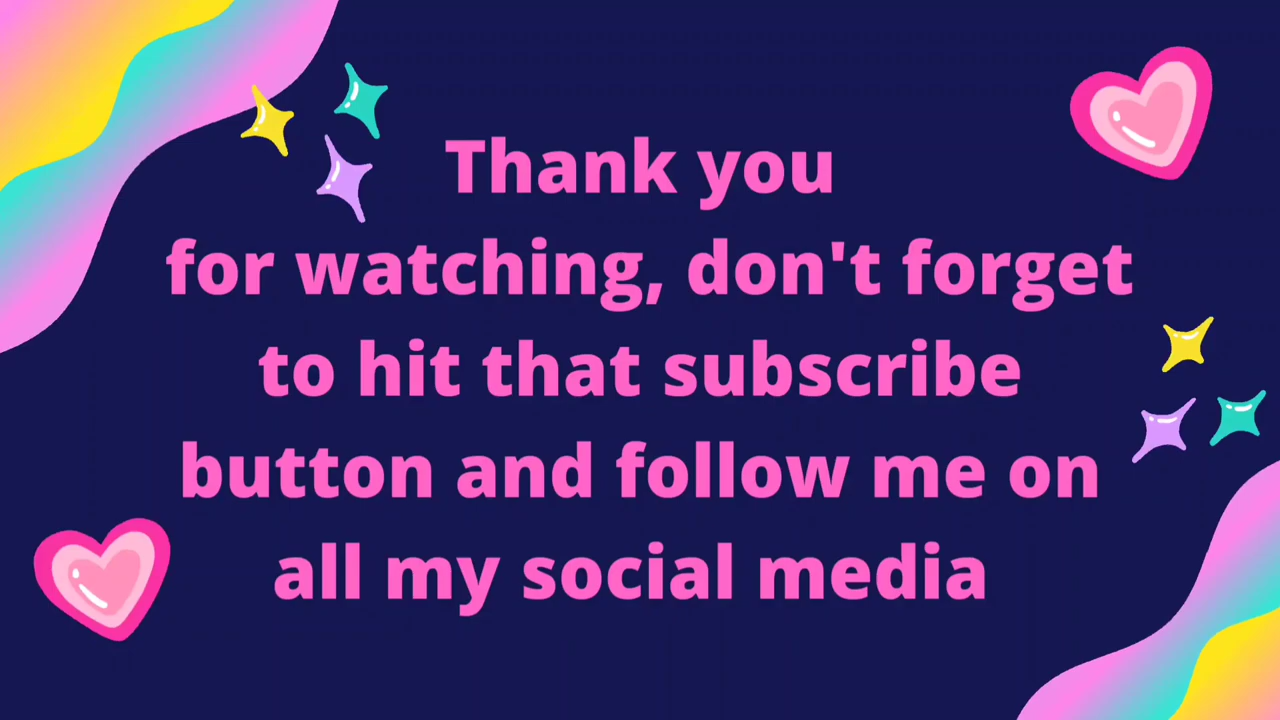 Thank you
for watching, don't forget
to hit that subscribe
button and follow me on
all my social media